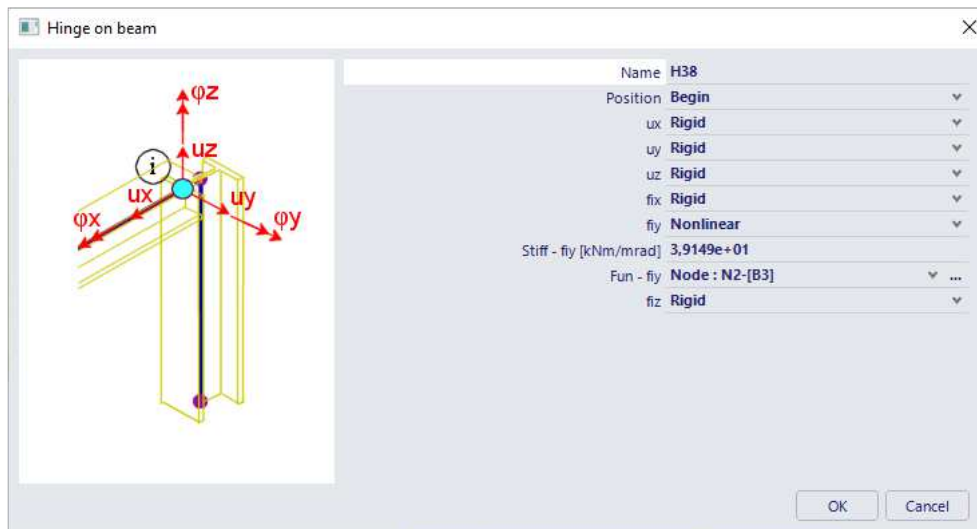 Hinge on beam
φz
uz
i
ux
uy
φx
φy
Name H38
Position Begin
ux Rigid
uy Rigid
uz Rigid
fix Rigid
fiy Nonlinear
Stiff - fiy [kNm/mrad] 3,9149e+01
Fun - fiy Node : N2-[B3] ...
fiz Rigid
OK Cancel